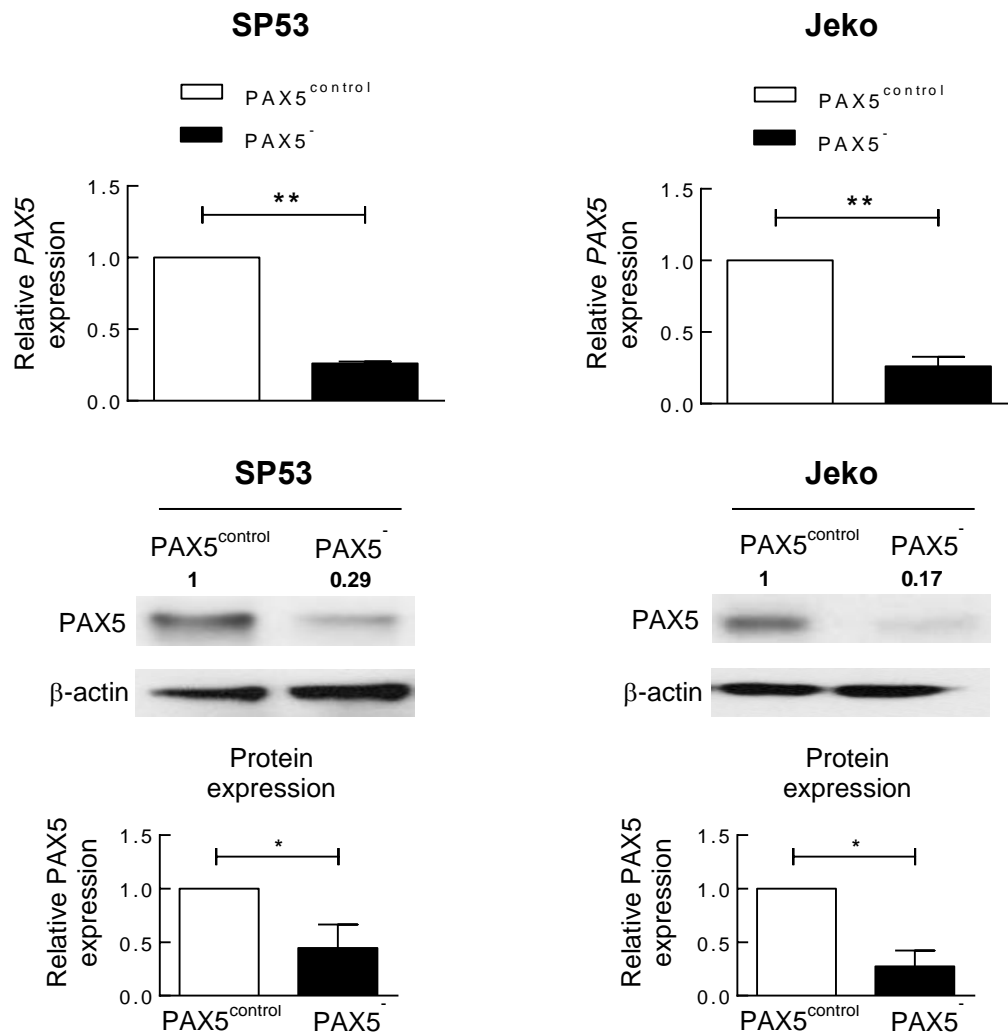 SP53
PAX5control
PAX5-
Relative PAX5
expression
1.5
1.0
0.5
0.0
**
Jeko
PAX5control
PAX5-
Relative PAX5
expression
1.5
1.0
0.5
0.0
**
SP53
PAX5control PAX5-
1 0.29
PAX5
β-actin
Jeko
PAX5control PAX5-
1 0.17
PAX5
β-actin
Protein
expression
Relative PAX5
expression
1.5
1.0
0.5
0.0
*
PAX5control PAX5-
Protein
expression
Relative PAX5
expression
1.5
1.0
0.5
0.0
*
PAX5control PAX5-